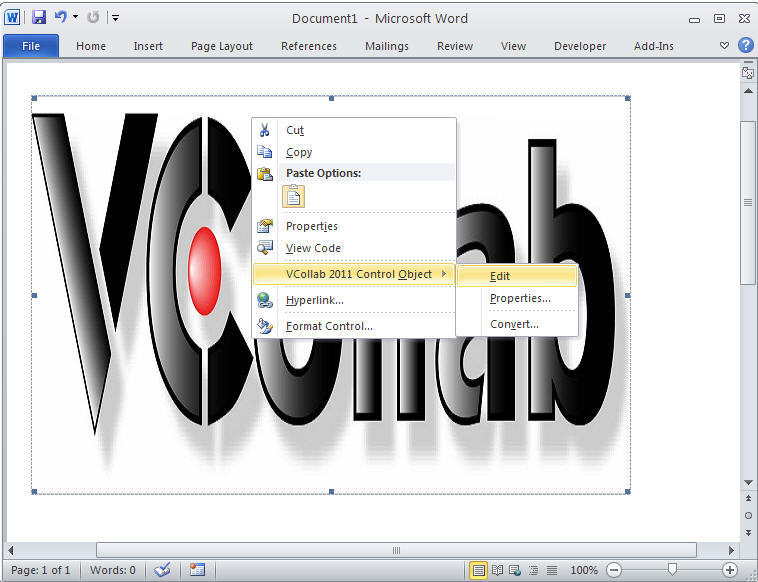 Document1 - Microsoft Word
File Home Insert Page Layout References Mailings Review View Developer Add-Ins
VCollab
Cut
Copy
Paste Options:
Properties
View Code
VCollab 2011 Control Object
Edit
Properties...
Hyperlink...
Convert...
Format Control...
Page: 1 of 1 Words: 0 100%